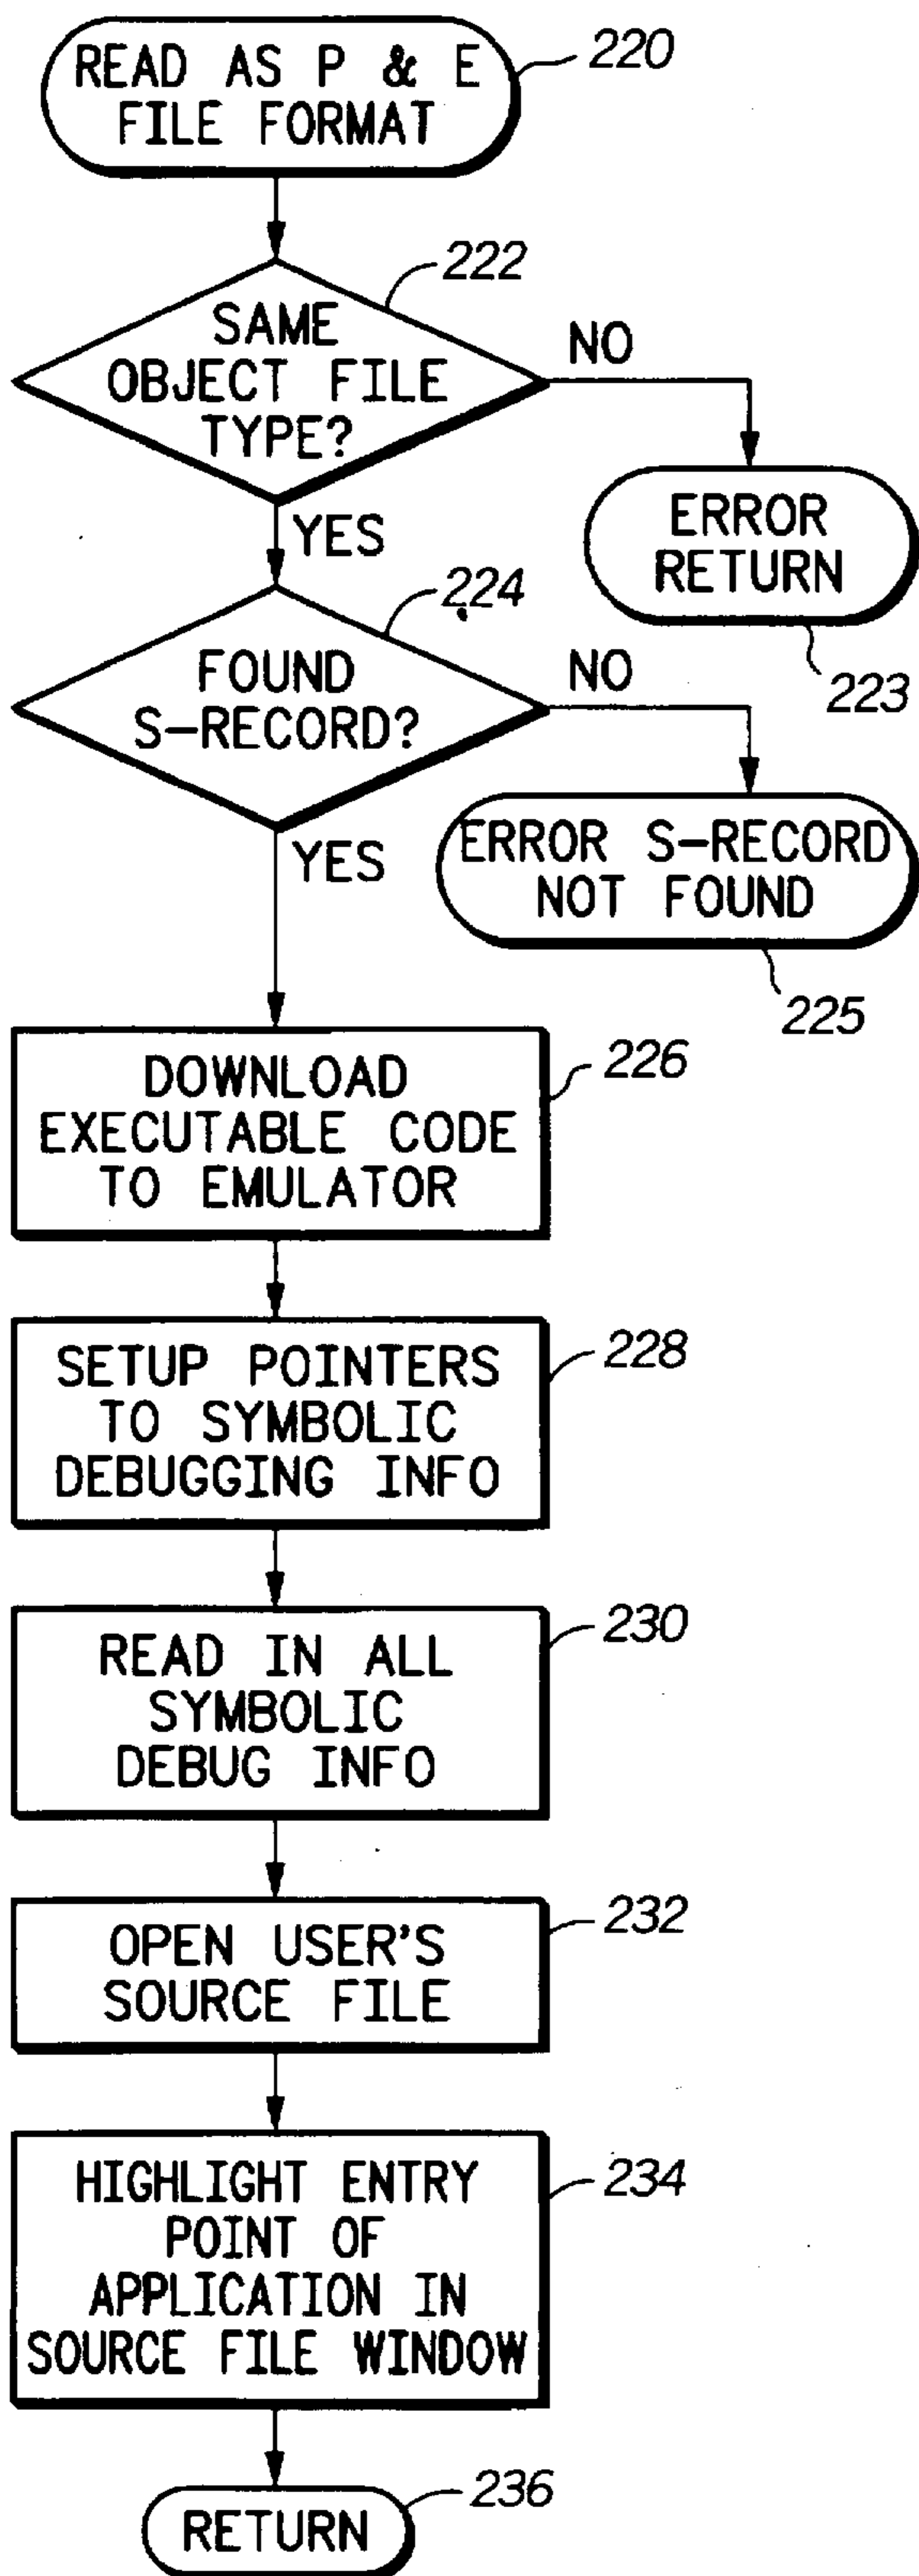 READ AS P & E
FILE FORMAT
220
222
SAME
OBJECT FILE
TYPE?
NO
ERROR
RETURN
223
YES
224
FOUND
S-RECORD?
NO
ERROR S-RECORD
NOT FOUND
225
YES
DOWNLOAD
EXECUTABLE CODE
TO EMULATOR
226
SETUP POINTERS
TO SYMBOLIC
DEBUGGING INFO
228
READ IN ALL
SYMBOLIC
DEBUG INFO
230
OPEN USER'S
SOURCE FILE
232
HIGHLIGHT ENTRY
POINT OF
APPLICATION IN
SOURCE FILE WINDOW
234
RETURN
236